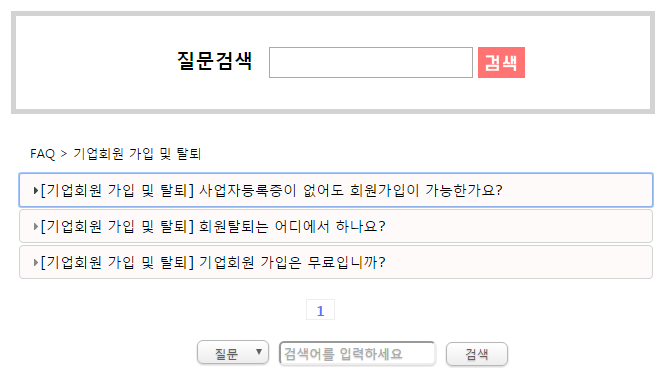 질문검색 검색
FAQ > 기업회원 가입 및 탈퇴
[기업회원 가입 및 탈퇴] 사업자등록증이 없어도 회원가입이 가능한가요?
[기업회원 가입 및 탈퇴] 회원탈퇴는 어디에서 하나요?
[기업회원 가입 및 탈퇴] 기업회원 가입은 무료입니까?
1
질문 검색어를 입력하세요 검색